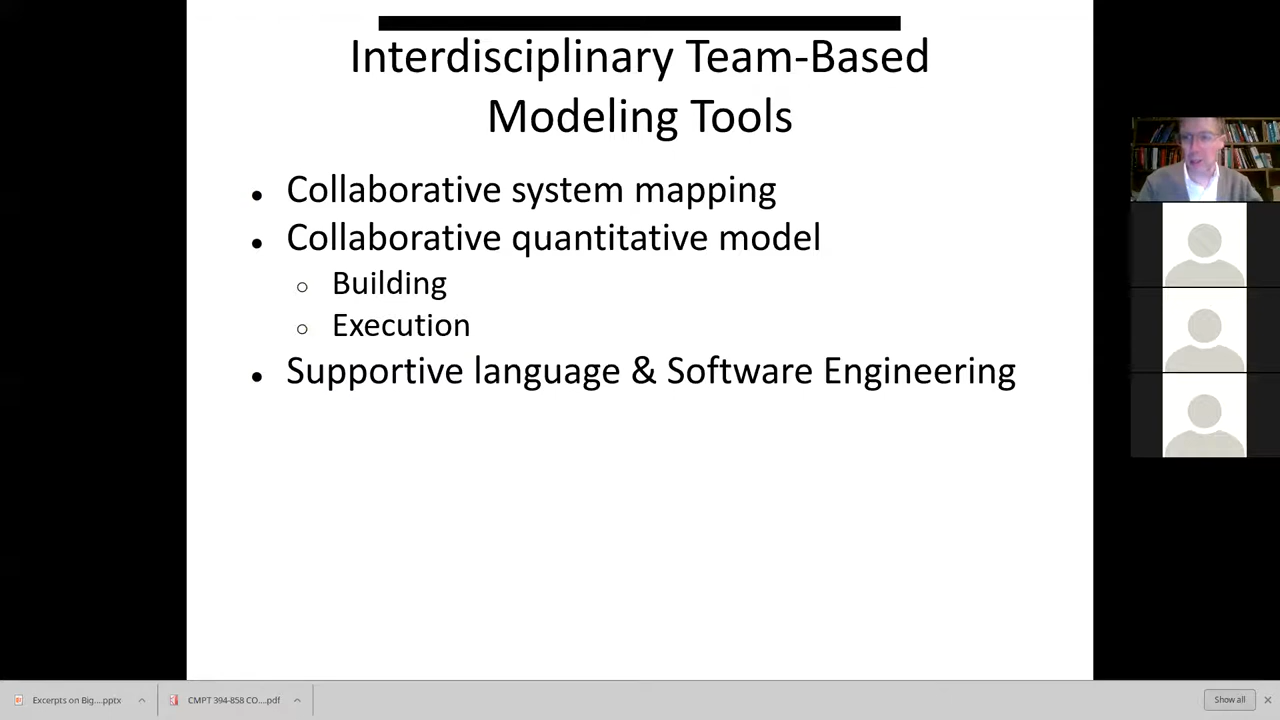 Interdisciplinary Team-Based
Modeling Tools
• Collaborative system mapping
• Collaborative quantitative model
○ Building
○ Execution
• Supportive language & Software Engineering
Excerpts on Big....pptx
CMPT 394-858 CO....pdf
Show all